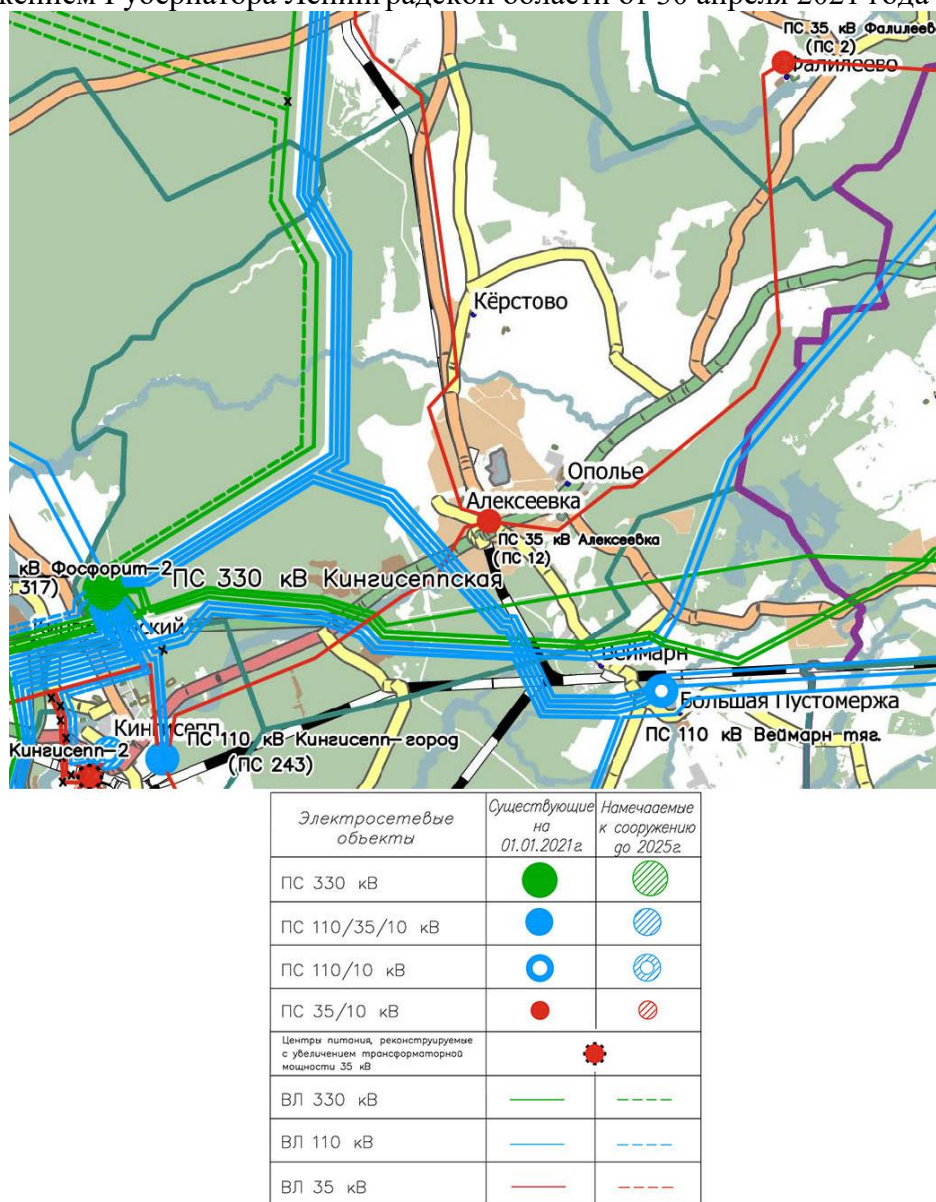 жением Губернатора Ленинградской области от 30 апреля 2021 года
ПС 35 кВ Фалилеево
(ПС 2)
Фалилеево
Кёрстово
Ополье
Алексеевка
ПС 35 кВ Алексеевка
(ПС 12)
кВ Фосфорит-2
317)
ПС 330 кВ Кингисеппская
Веймарн
Большая Пустомержа
ПС 110 кВ Веймарн-тяг.
Кингисепп
ПС 110 кВ Кингисепп-город
(ПС 243)
Кингисепп-2
Электросетевые объекты
Существующие на 01.01.2021г.
Намечаемые к сооружению до 2025г.
ПС 330 кВ
ПС 110/35/10 кВ
ПС 110/10 кВ
ПС 35/10 кВ
Центры питания, реконструируемые
с увеличением трансформаторной
мощности 35 кВ
ВЛ 330 кВ
ВЛ 110 кВ
ВЛ 35 кВ